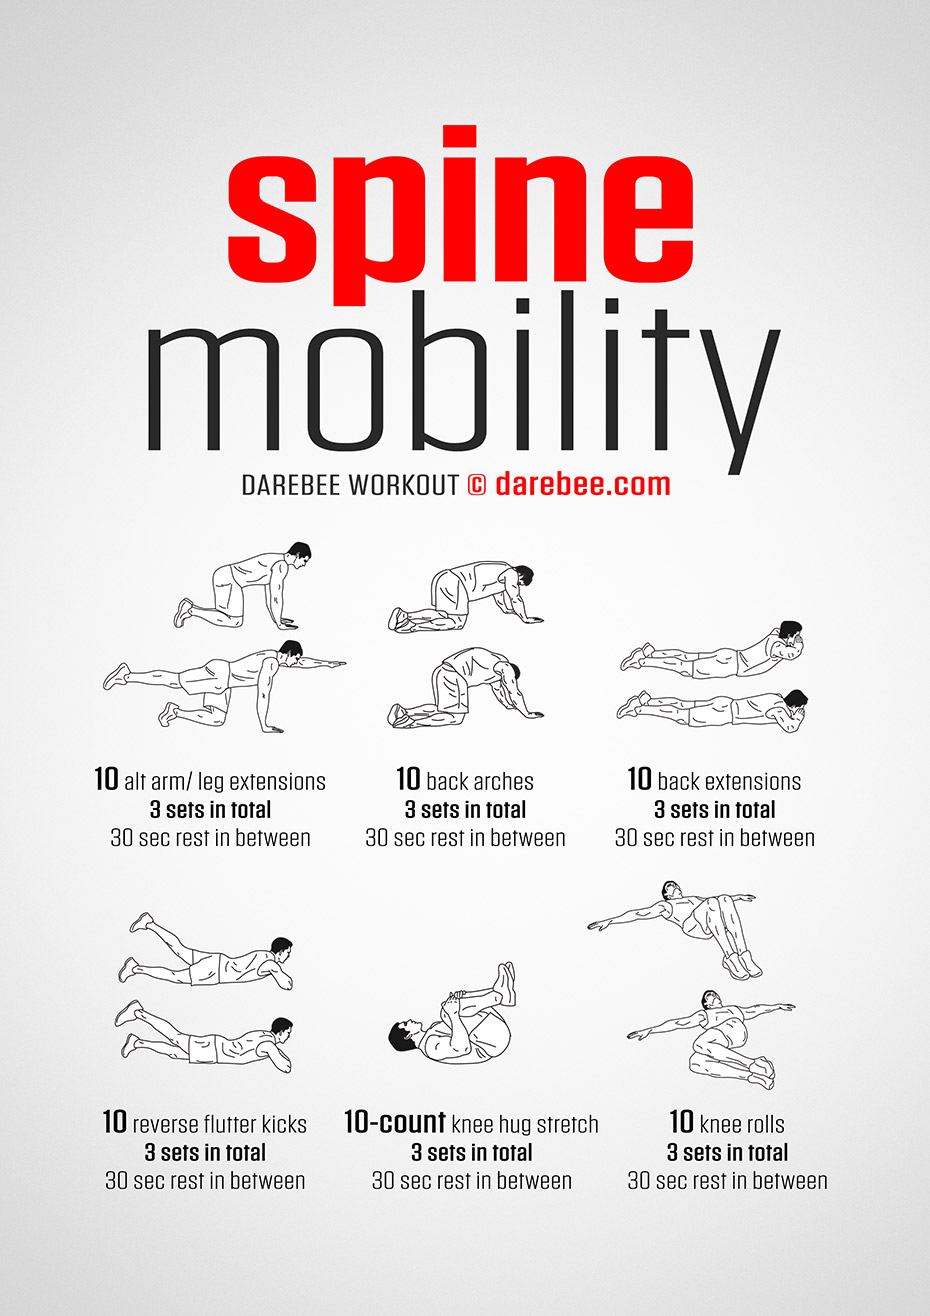 spine
mobility
DAREBEE WORKOUT © darebee.com
10 alt arm/ leg extensions
3 sets in total
30 sec rest in between
10 back arches
3 sets in total
30 sec rest in between
10 back extensions
3 sets in total
30 sec rest in between
10 reverse flutter kicks
3 sets in total
30 sec rest in between
10-count knee hug stretch
3 sets in total
30 sec rest in between
10 knee rolls
3 sets in total
30 sec rest in between